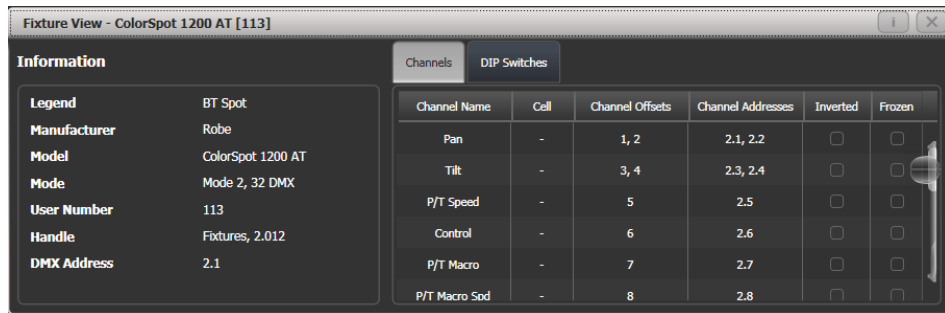 Fixture View - ColorSpot 1200 AT [113] i
Information
Legend BT Spot
Manufacturer Robe
Model ColorSpot 1200 AT
Mode Mode 2, 32 DMX
User Number 113
Handle Fixtures, 2.012
DMX Address 2.1
Channels DIP Switches
Channel Name Cell Channel Offsets Channel Addresses Inverted Frozen
Pan - 1, 2 2.1, 2.2
Tilt - 3, 4 2.3, 2.4
P/T Speed - 5 2.5
Control - 6 2.6
P/T Macro - 7 2.7
P/T Macro Spd - 8 2.8